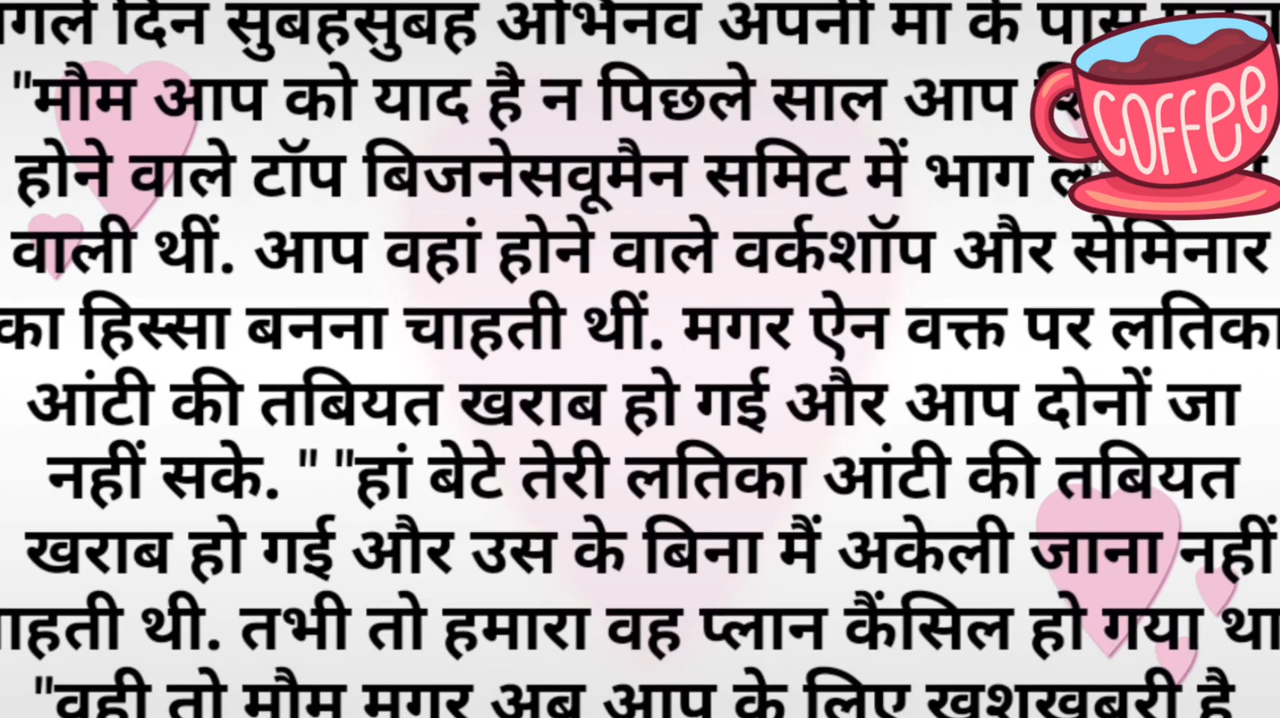 दिन सुबहसुबह अभिनव अपनी मां के पास
"मौम आप को याद है न पिछले साल आप
COFFEE
होने वाले टॉप बिजनेसवूमैन समिट में भाग
वाली थीं. आप वहां होने वाले वर्कशॉप और सेमिनार
का हिस्सा बनना चाहती थीं. मगर ऐन वक्त पर लतिका
आंटी की तबियत खराब हो गई और आप दोनों जा
नहीं सके. " "हां बेटे तेरी लतिका आंटी की तबियत
खराब हो गई और उस के बिना मैं अकेली जाना नहीं
थी. तभी तो हमारा वह प्लान कैंसिल हो गया था
"वही तो मौम मगर अब आप के लिए खुशखबरी है